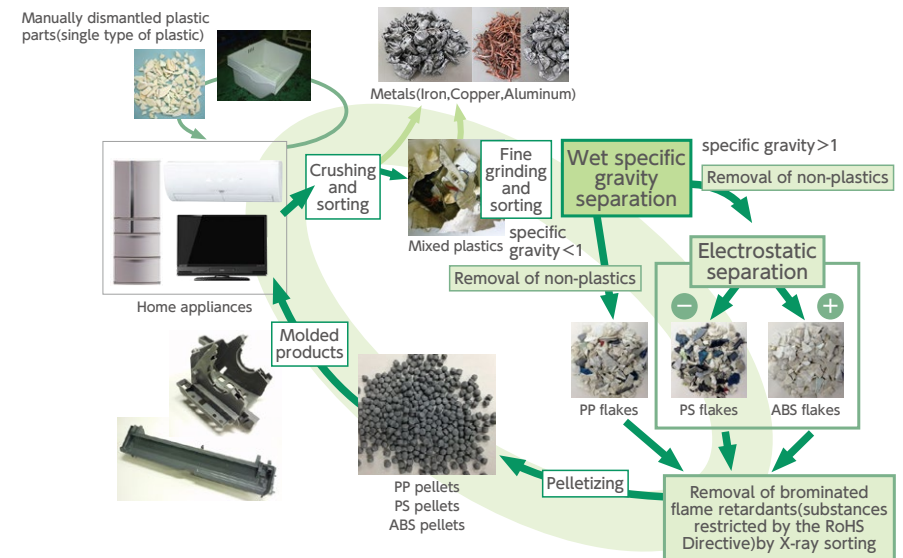 Manually dismantled plastic
parts(single type of plastic)
Metals(Iron,Copper,Aluminum)
Home appliances
Crushing
and
sorting
Mixed plastics
Fine
grinding
and
sorting
Wet specific
gravity
separation
specific gravity>1
Removal of non-plastics
specific
gravity<1
Removal of non-plastics
Electrostatic
separation
−
+
PP flakes
PS flakes
ABS flakes
Removal of brominated
flame retardants(substances
restricted by the RoHS
Directive)by X-ray sorting
Pelletizing
PP pellets
PS pellets
ABS pellets
Molded
products